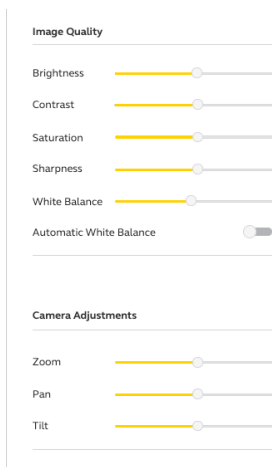 Image Quality
Brightness
Contrast
Saturation
Sharpness
White Balance
Automatic White Balance
Camera Adjustments
Zoom
Pan
Tilt